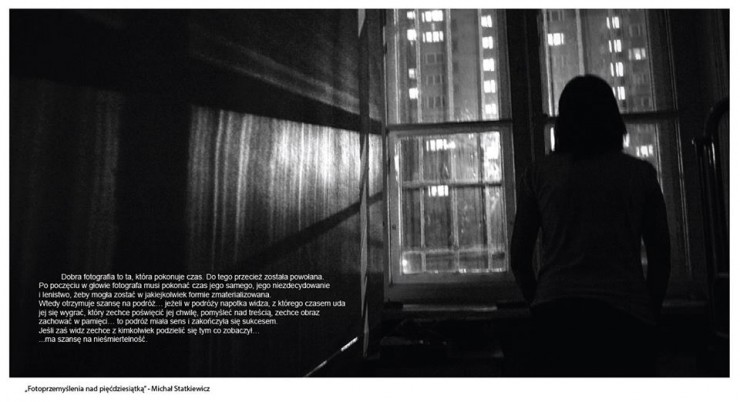 Dobra fotografia to ta, która pokonuje czas. Do tego przecież została powołana.
Po poczęciu w głowie fotografa musi pokonać czas jego samego, jego niezdecydowanie
i lenistwo, żeby mogła zostać w jakiejkolwiek formie zmaterializowana.
Wtedy otrzymuje szansę na podróż... jeżeli w podróży napotka widza, z którego czasem uda
jej się wygrać, który zechce poświęcić jej chwilę, pomyśleć nad treścią, zechce obraz
zachować w pamięci... to podróż miała sens i zakończyła się sukcesem.
Jeśli zaś widz zechce z kimkolwiek podzielić się tym co zobaczył...
...ma szansę na nieśmiertelność.
„Fotoprzemyślenia nad pięćdziesiątką" - Michał Statkiewicz